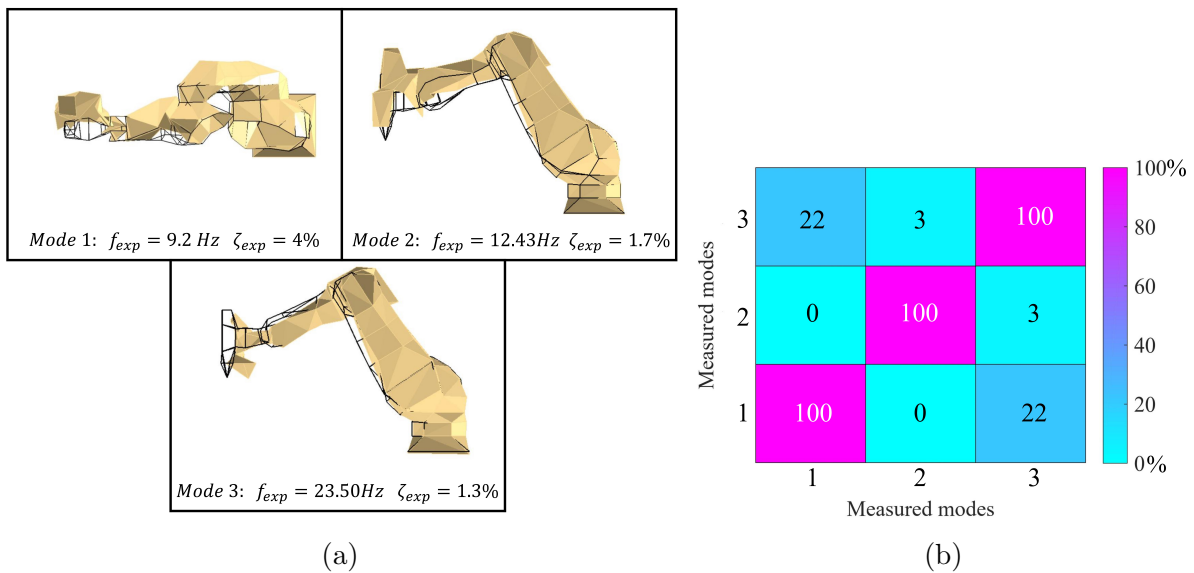 Mode 1: f_exp = 9.2 Hz ζ_exp = 4%
Mode 2: f_exp = 12.43Hz ζ_exp = 1.7%
Mode 3: f_exp = 23.50Hz ζ_exp = 1.3%
(a)
Measured modes
3 22 3 100
2 0 100 3
1 100 0 22
1 2 3
Measured modes
100%
80
60
40
20
0%
(b)